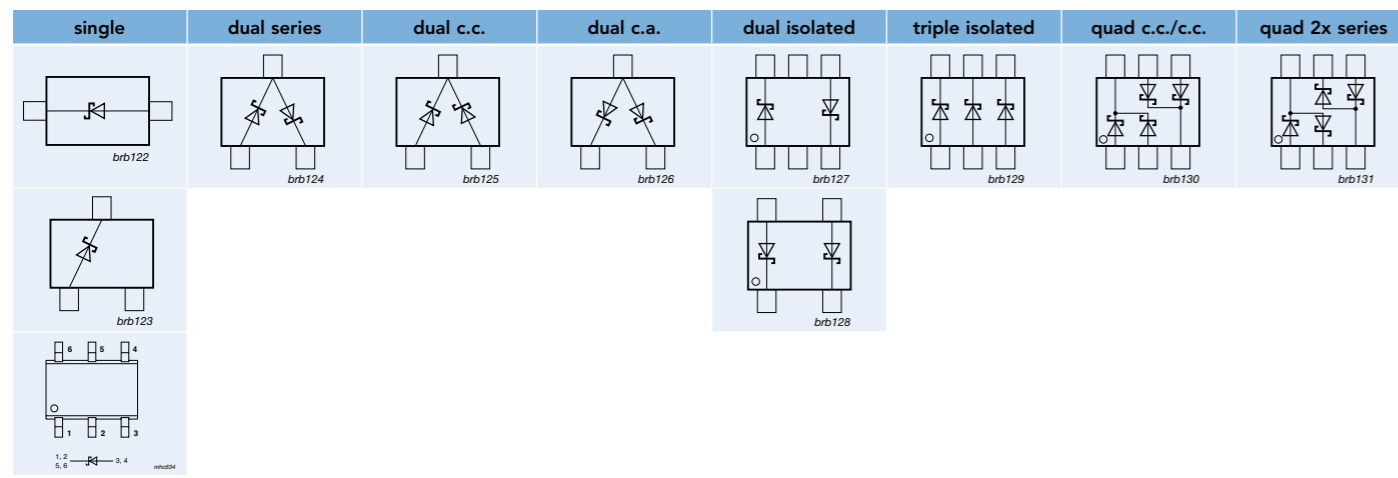 single dual series dual c.c. dual c.a. dual isolated triple isolated quad c.c./c.c. quad 2x series
brb122 brb124 brb125 brb126 brb127 brb129 brb130 brb131
brb123 brb128
6 5 4
1 2 3
1, 2
5, 6
3, 4
mhc634